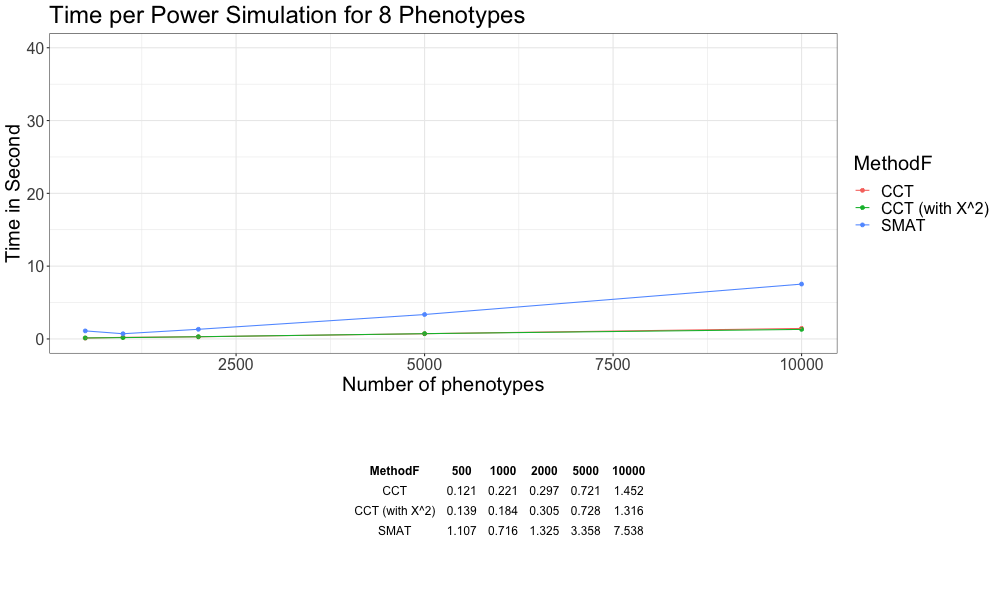 Time per Power Simulation for 8 Phenotypes
40
30
20
10
0
Time in Second
2500 5000 7500 10000
Number of phenotypes
MethodF
CCT
CCT (with X^2)
SMAT
MethodF 500 1000 2000 5000 10000
CCT 0.121 0.221 0.297 0.721 1.452
CCT (with X^2) 0.139 0.184 0.305 0.728 1.316
SMAT 1.107 0.716 1.325 3.358 7.538